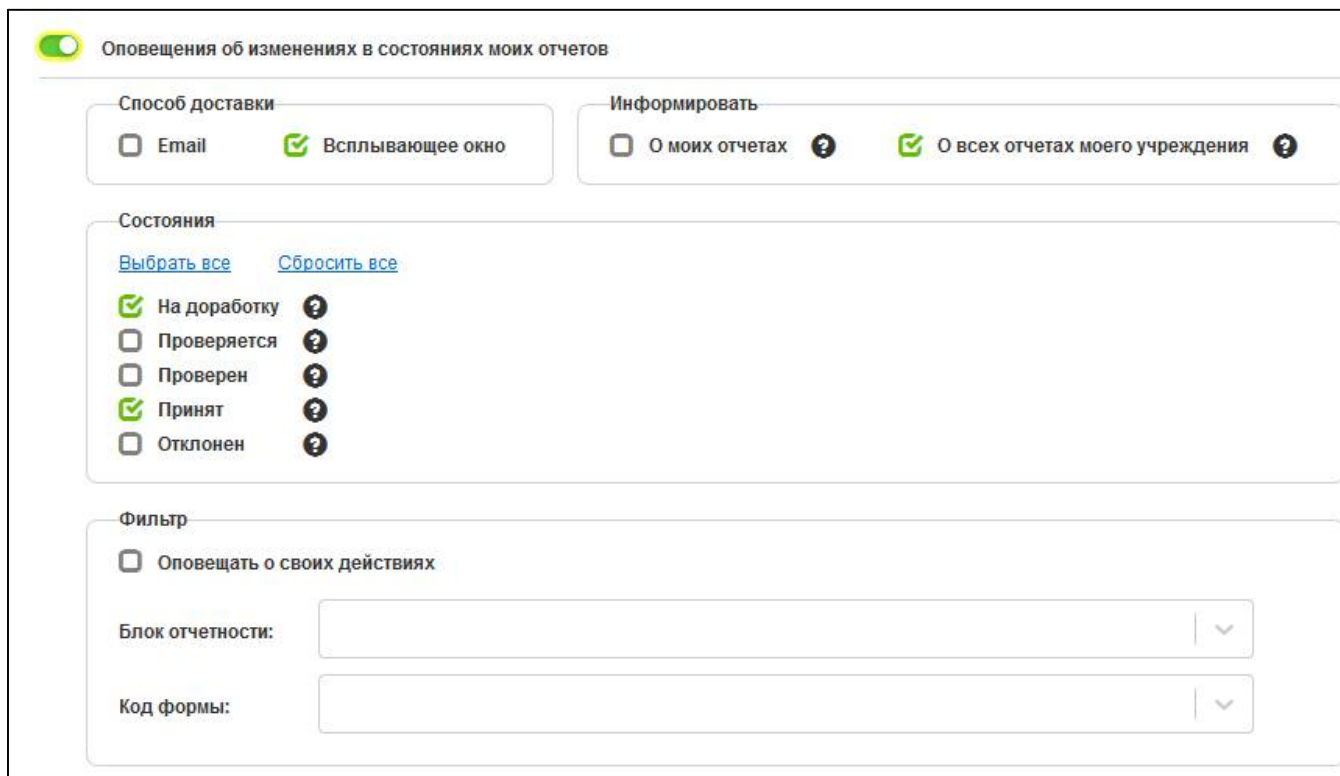 Оповещения об изменениях в состояниях моих отчетов
Способ доставки
Информировать
Email Всплывающее окно
О моих отчетах ? О всех отчетах моего учреждения ?
Состояния
Выбрать все Сбросить все
На доработку ?
Проверяется ?
Проверен ?
Принят ?
Отклонен ?
Фильтр
Оповещать о своих действиях
Блок отчетности:
Код формы: